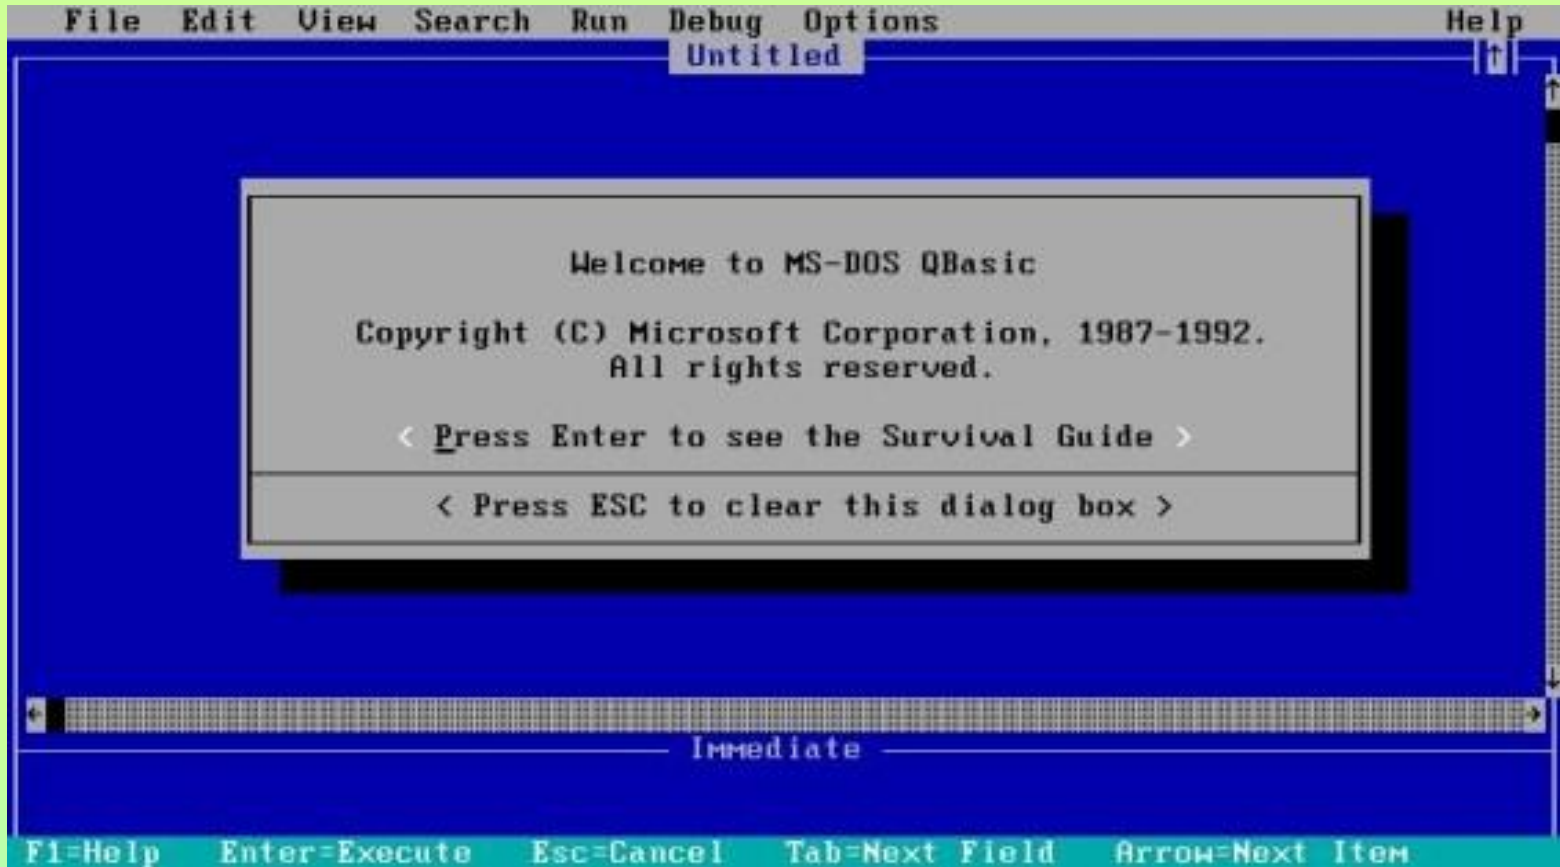 File Edit View Search Run Debug Options Help
Untitled
↑
Welcome to MS-DOS QBasic
Copyright (C) Microsoft Corporation, 1987-1992.
All rights reserved.
< Press Enter to see the Survival Guide >
< Press ESC to clear this dialog box >
Immediate
F1=Help Enter=Execute Esc=Cancel Tab=Next Field Arrow=Next Item